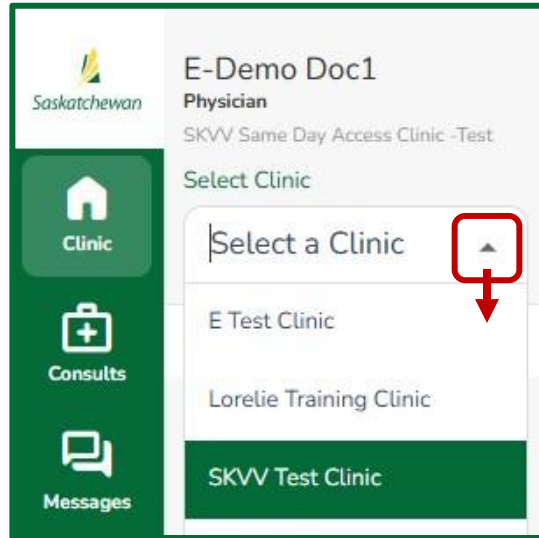 Saskatchewan
E-Demo Doc1
Physician
SKVV Same Day Access Clinic -Test
Select Clinic
Select a Clinic
E Test Clinic
Lorelie Training Clinic
SKVV Test Clinic
Clinic
Consults
Messages